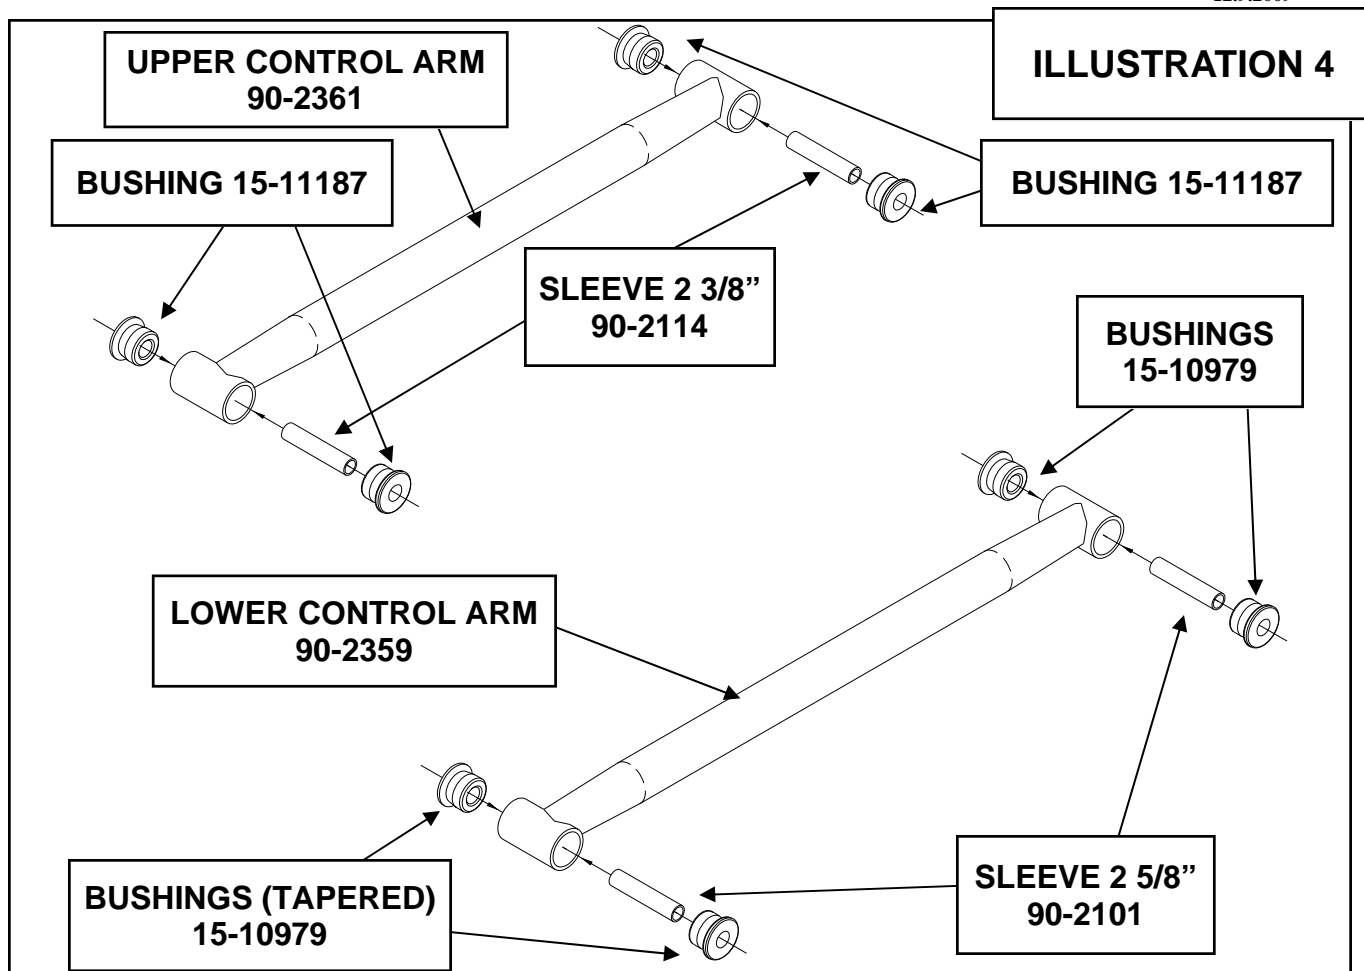 ILLUSTRATION 4
UPPER CONTROL ARM
90-2361
BUSHING 15-11187
BUSHING 15-11187
SLEEVE 2 3/8”
90-2114
BUSHINGS
15-10979
LOWER CONTROL ARM
90-2359
BUSHINGS (TAPERED)
15-10979
SLEEVE 2 5/8”
90-2101